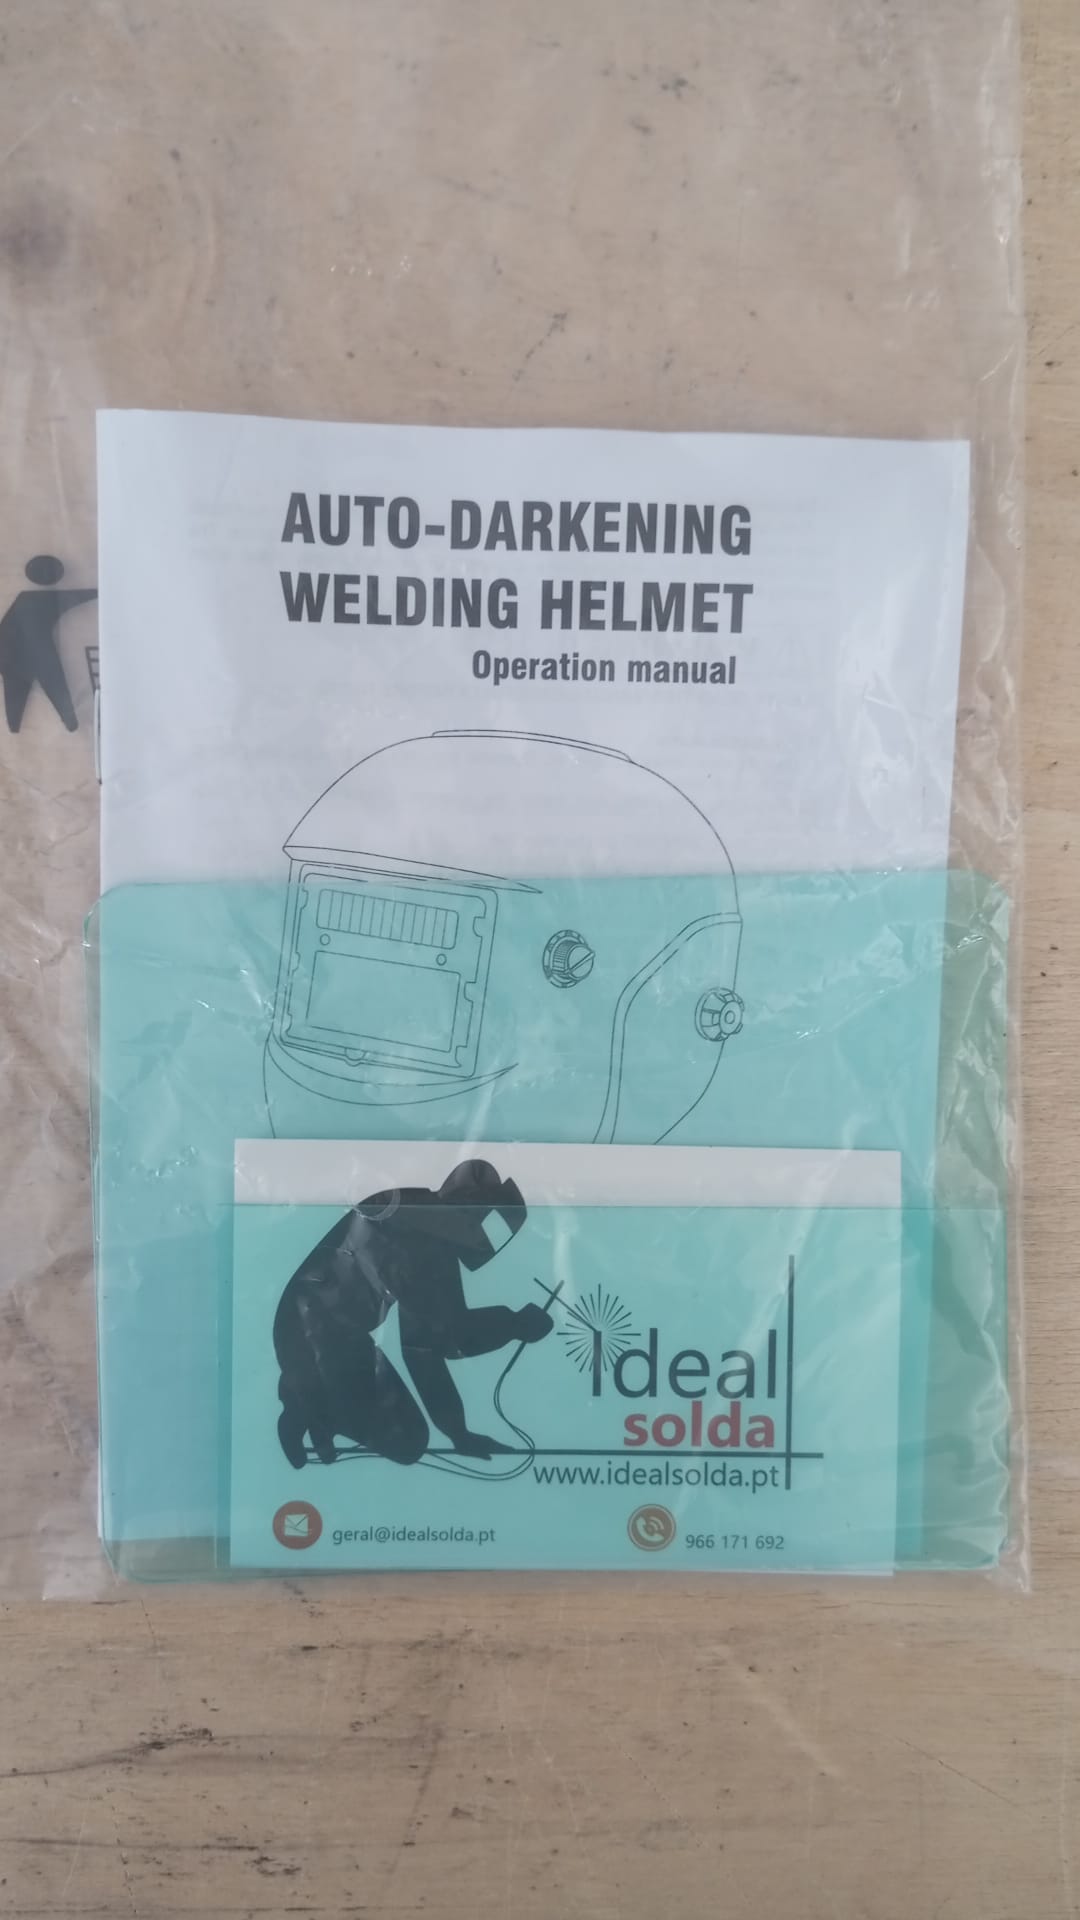 AUTO-DARKENING
WELDING HELMET
Operation manual
ideal
solda
www.idealsolda.pt
geral@idealsolda.pt
966 171 692